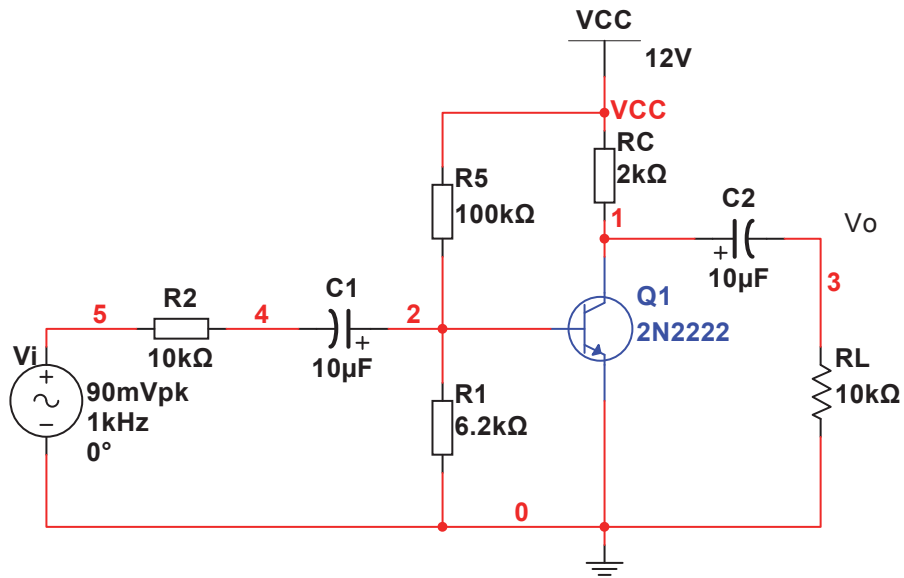 VCC
12V
VCC
RC
2kΩ
R5
100kΩ
1
C2
10µF
Vo
3
Q1
2N2222
5
R2
10kΩ
4
C1
10µF
2
Vi
90mVpk
1kHz
0°
R1
6.2kΩ
RL
10kΩ
0